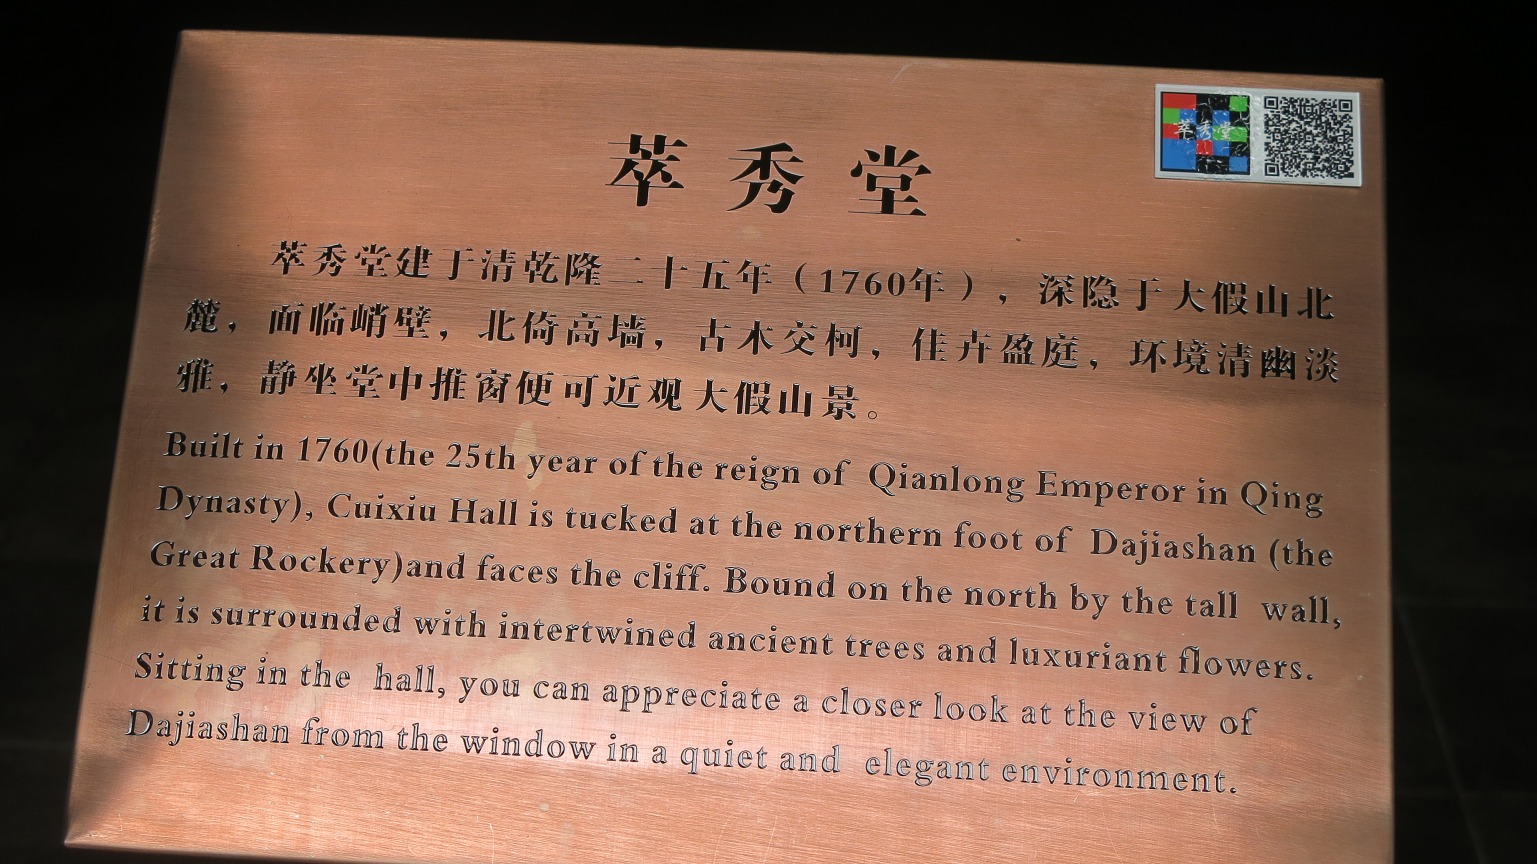 萃秀堂
萃秀堂
萃秀堂建于清乾隆二十五年（1760年），深隐于大假山北
麓，面临峭壁，北倚高墙，古木交柯，佳卉盈庭，环境清幽淡
雅，静坐堂中推窗便可近观大假山景。
Built in 1760(the 25th year of the reign of Qianlong Emperor in Qing
Dynasty), Cuixiu Hall is tucked at the northern foot of Dajiashan (the
Great Rockery)and faces the cliff. Bound on the north by the tall wall,
it is surrounded with intertwined ancient trees and luxuriant flowers.
Sitting in the hall, you can appreciate a closer look at the view of
Dajiashan from the window in a quiet and elegant environment.